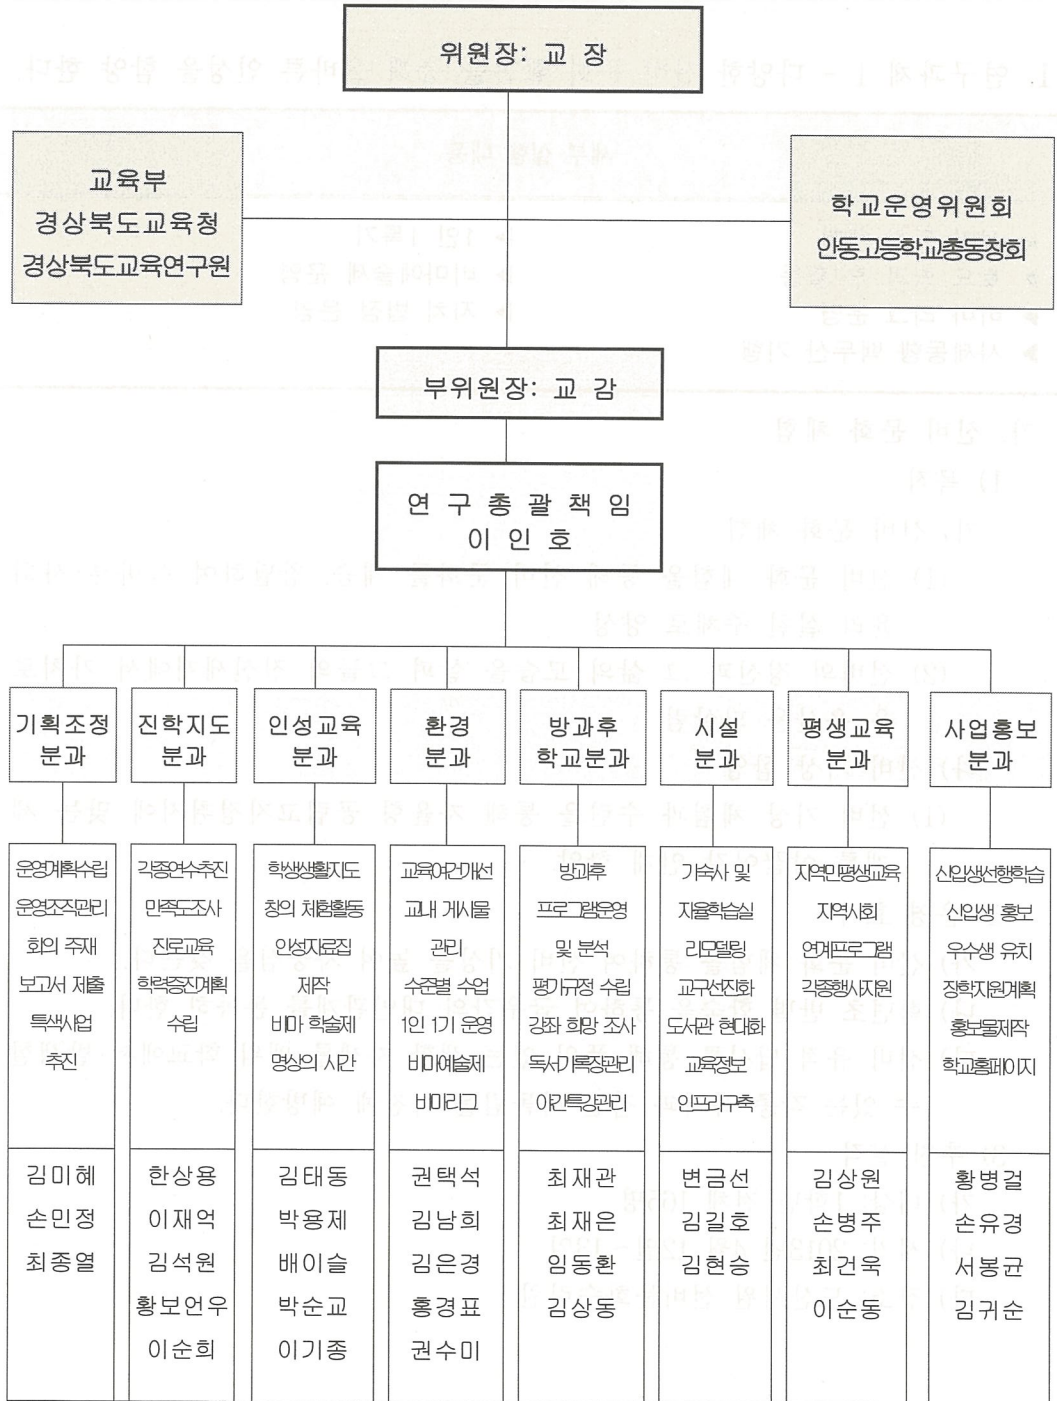 위원장: 교 장
교육부
경상북도교육청
경상북도교육연구원
학교운영위원회
안동고등학교총동창회
부위원장: 교 감
연 구 총 괄 책 임
이 인 호
기획조정
분과
운영계획수립
운영조직관리
회의 주재
보고서 제출
특색사업
추진
김미혜
손민정
최종열
진학지도
분과
각종연수추진
만족도조사
진로교육
학력증진계획
수립
한상용
이재억
김석원
황보언우
이순희
인성교육
분과
학생생활지도
창의 체험활동
인성자료집
제작
비마 학술제
명상의 시간
김태동
박용제
배이슬
박순교
이기종
환경
분과
교육여건개선
교내 게시물
관리
수준별 수업
1인 1기 운영
비마예술제
비마리그
권택석
김남희
김은경
홍경표
권수미
방과후
학교분과
방과후
프로그램운영
및 분석
평가규정 수립
강좌 희망 조사
독서기록장관리
야간특강관리
최재관
최재은
임동환
김상동
시설
분과
기숙사 및
자율학습실
리모델링
교구선진화
도서관 현대화
교육정보
인프라구축
변금선
김길호
김현승
평생교육
분과
지역민평생교육
지역사회
연계프로그램
각종행사지원
김상원
손병주
최건욱
이순동
사업홍보
분과
신입생선행학습
신입생 홍보
우수생 유치
장학지원계획
홍보물제작
학교홈페이지
황병걸
손유경
서봉균
김귀순